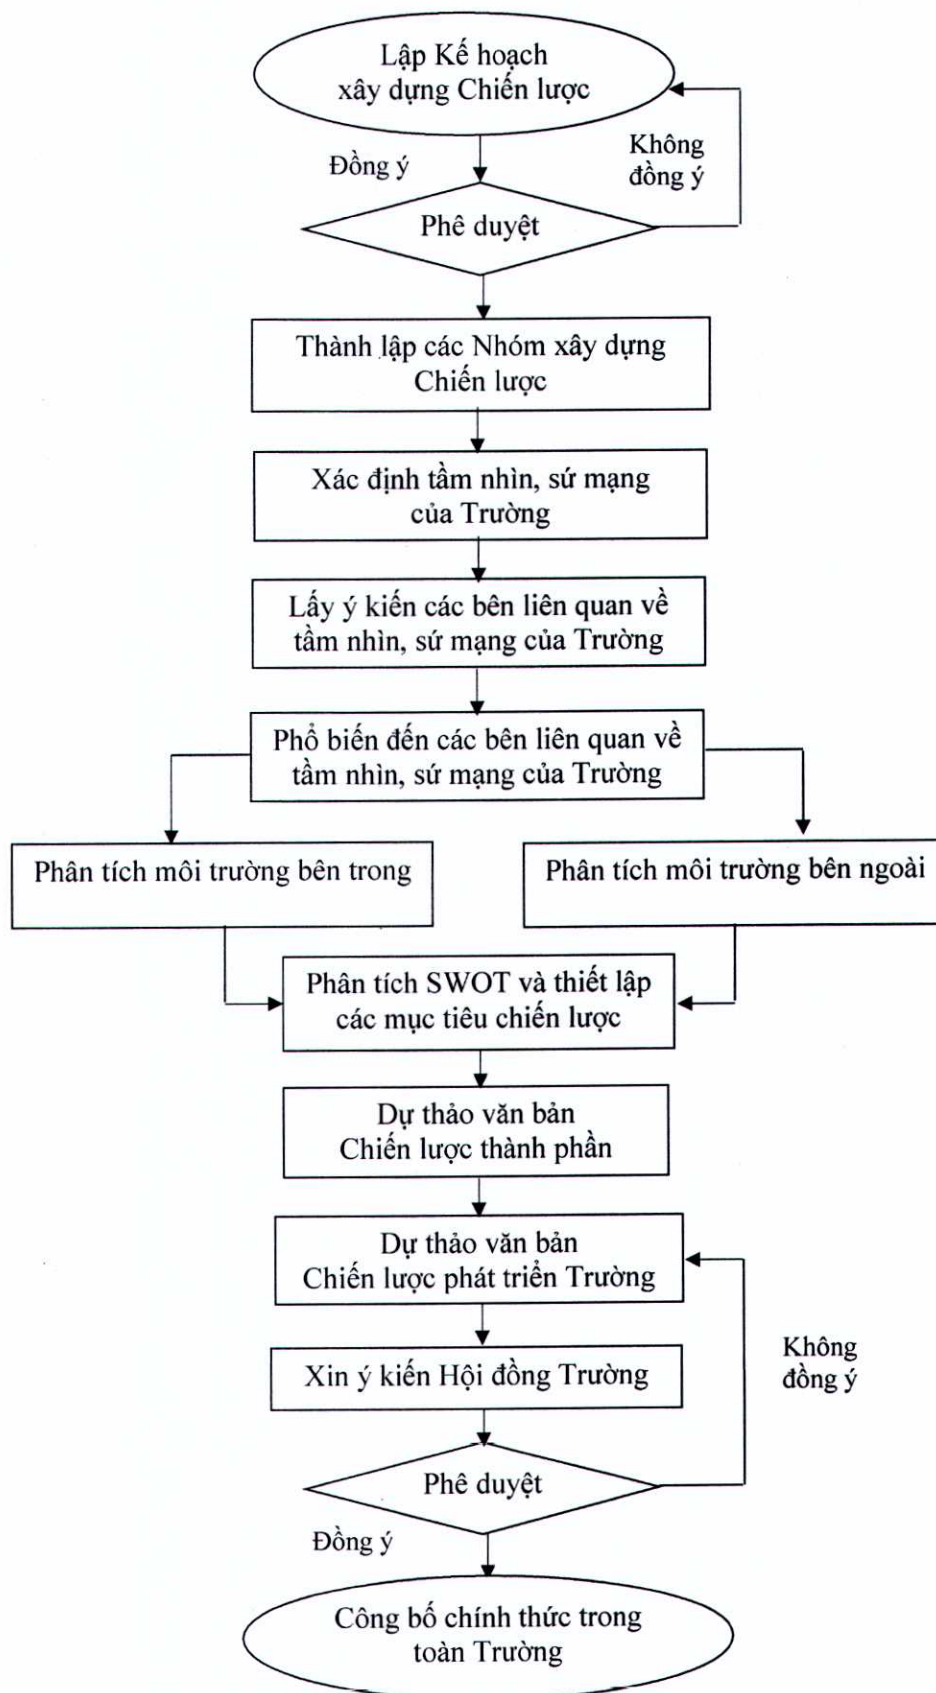 Lập Kế hoạch
xây dựng Chiến lược
Đồng ý
Không
đồng ý
Phê duyệt
Thành lập các Nhóm xây dựng
Chiến lược
Xác định tầm nhìn, sứ mạng
của Trường
Lấy ý kiến các bên liên quan về
tầm nhìn, sứ mạng của Trường
Phổ biến đến các bên liên quan về
tầm nhìn, sứ mạng của Trường
Phân tích môi trường bên trong
Phân tích môi trường bên ngoài
Phân tích SWOT và thiết lập
các mục tiêu chiến lược
Dự thảo văn bản
Chiến lược thành phần
Dự thảo văn bản
Chiến lược phát triển Trường
Xin ý kiến Hội đồng Trường
Không
đồng ý
Phê duyệt
Đồng ý
Công bố chính thức trong
toàn Trường